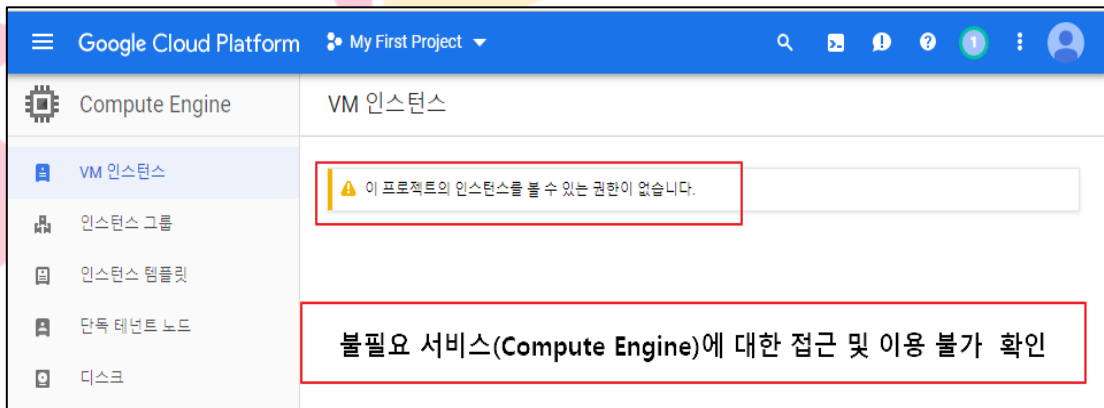 Google Cloud Platform My First Project 1
Compute Engine VM 인스턴스
VM 인스턴스
이 프로젝트의 인스턴스를 볼 수 있는 권한이 없습니다.
인스턴스 그룹
인스턴스 템플릿
단독 테넌트 노드
불필요 서비스(Compute Engine)에 대한 접근 및 이용 불가 확인
디스크